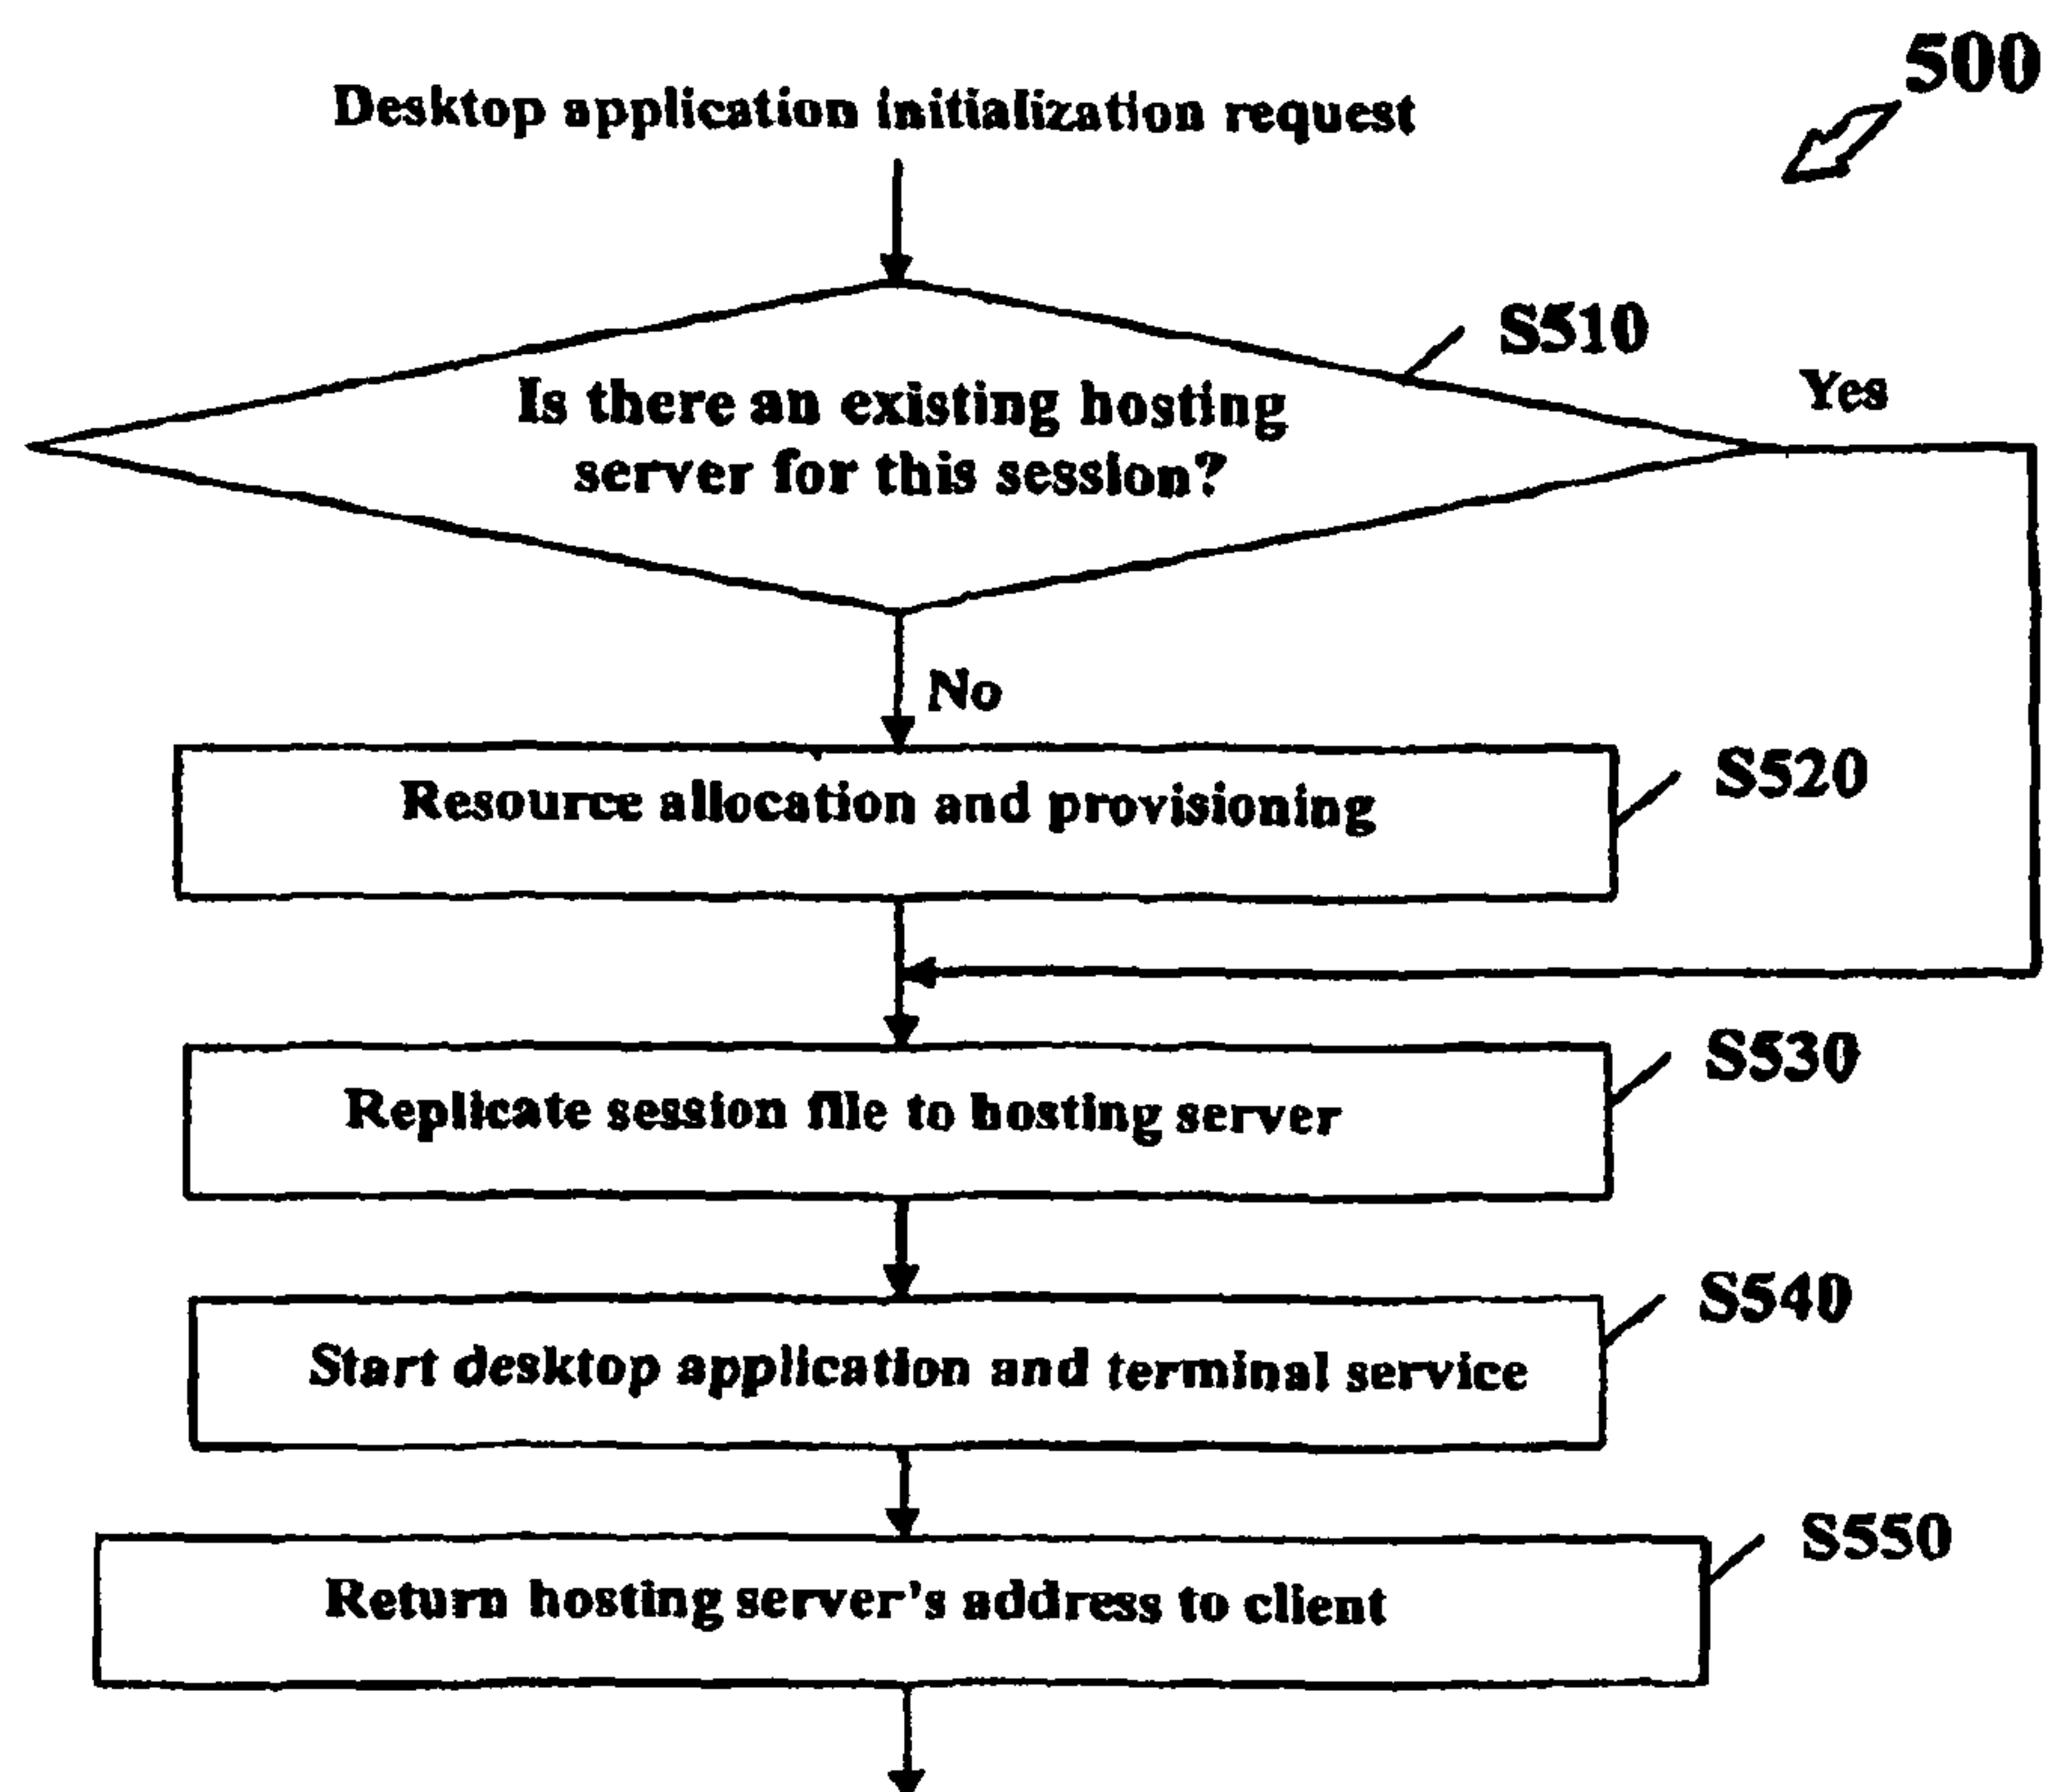 500
Desktop application initialization request
S510
Yes
Is there an existing hosting
server for this session?
No
S520
Resource allocation and provisioning
S530
Replicate session file to hosting server
S540
Start desktop application and terminal service
S550
Return hosting server's address to client